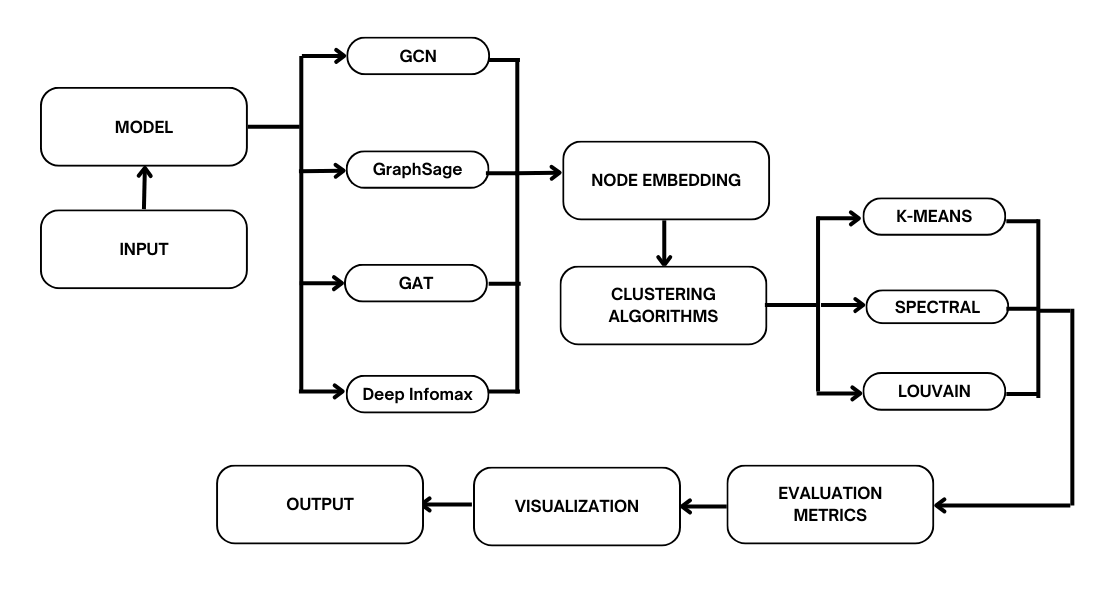 GCN
MODEL
GraphSage
NODE EMBEDDING
INPUT
GAT
CLUSTERING
ALGORITHMS
K-MEANS
SPECTRAL
LOUVAIN
Deep Infomax
OUTPUT
VISUALIZATION
EVALUATION
METRICS